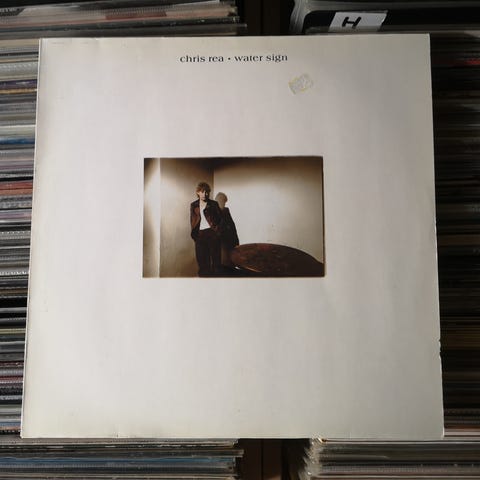 chris rea • water sign
H